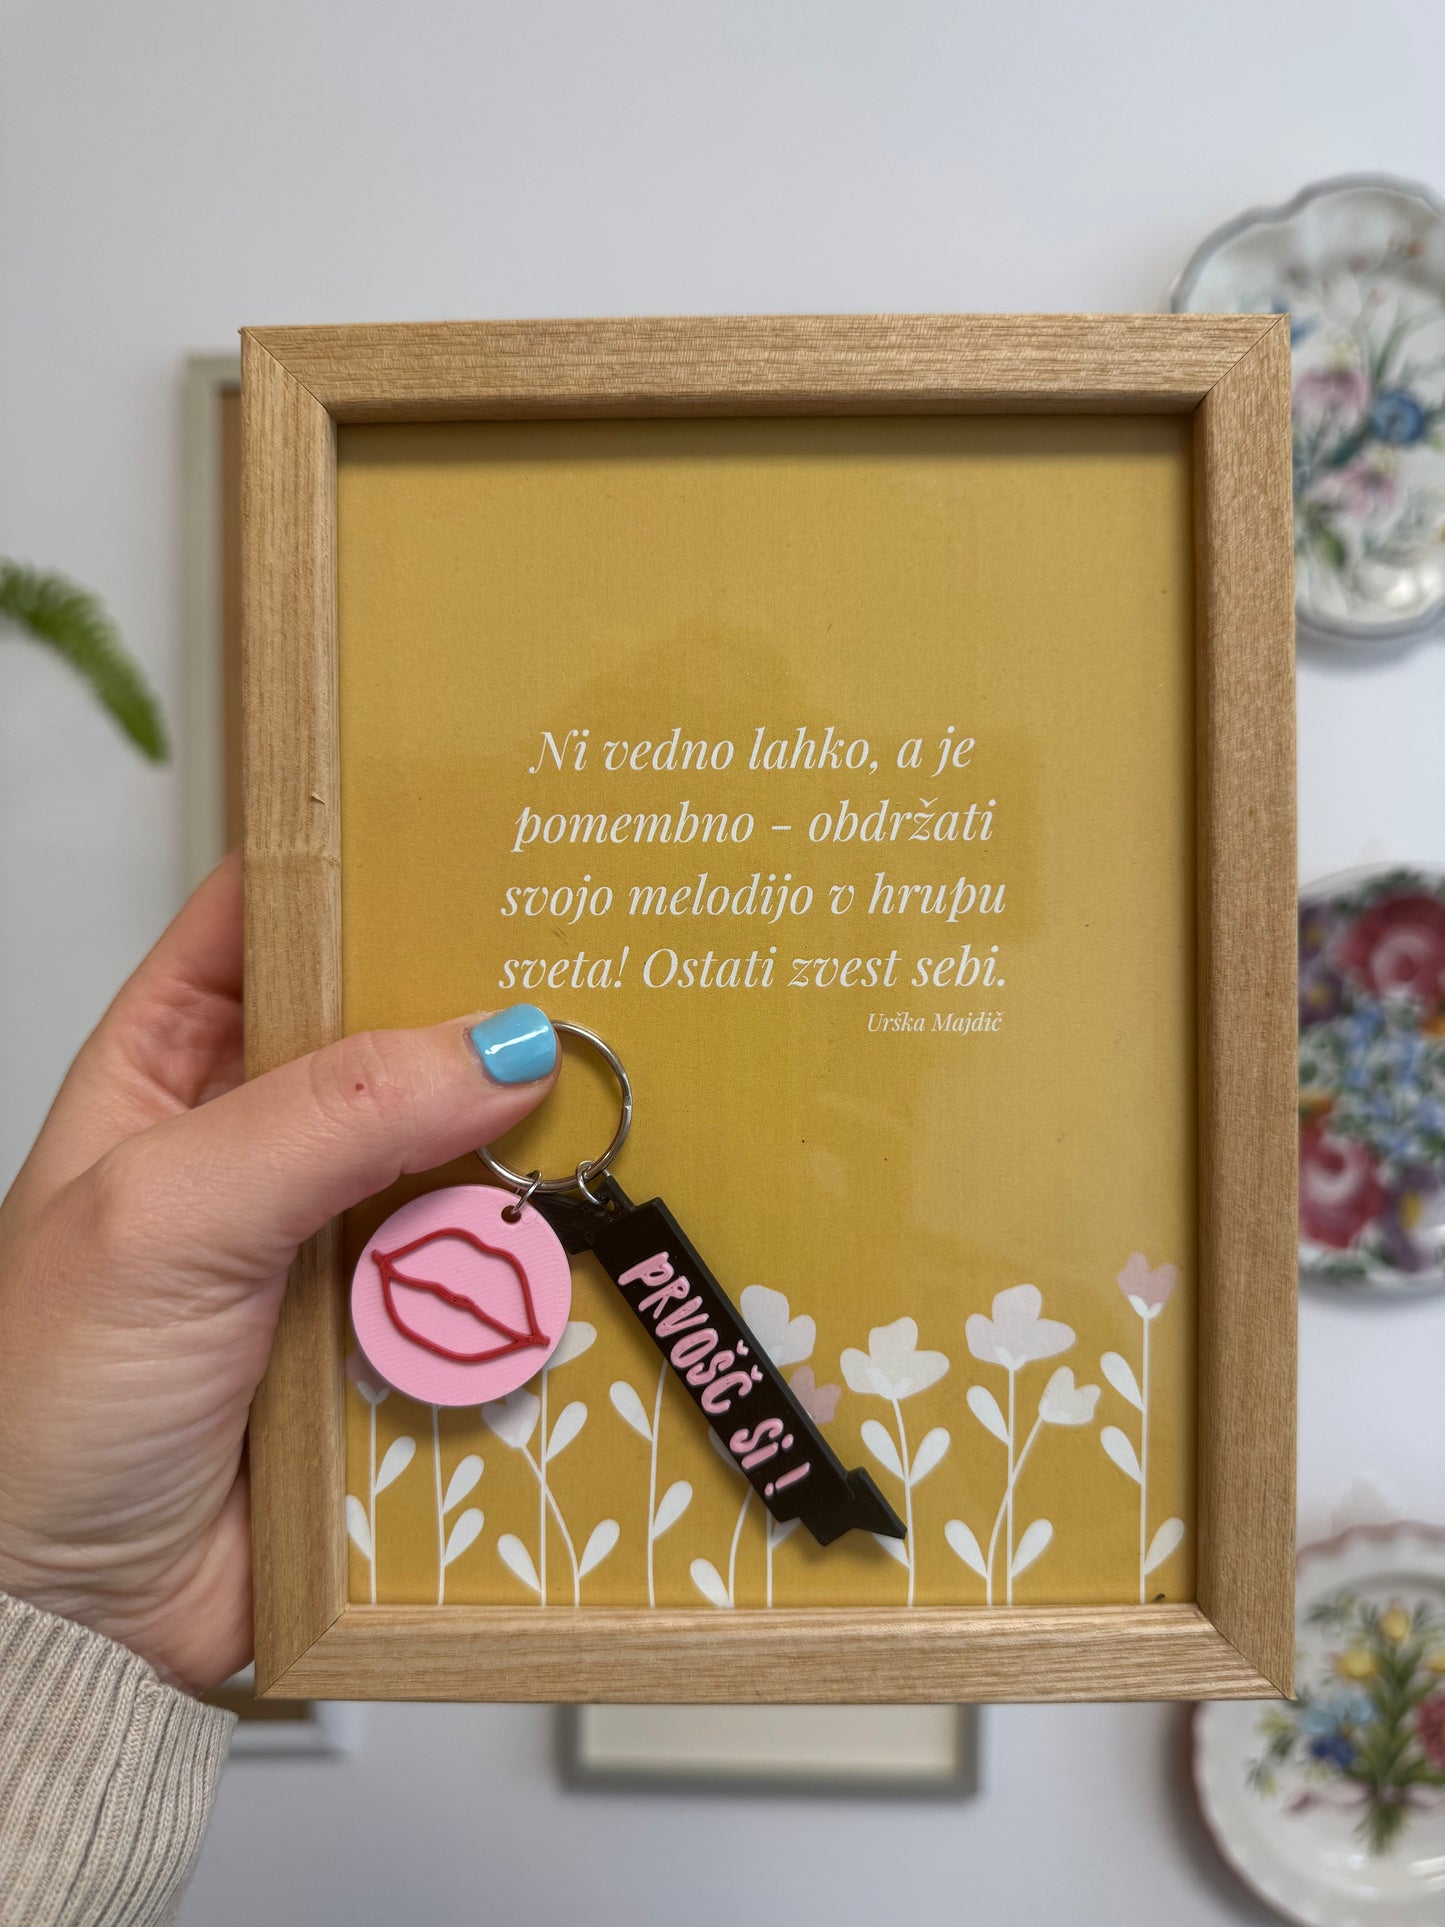 Ni vedno lahko, a je
pomembno - obdržati
svojo melodijo v hrupu
sveta! Ostati zvest sebi.
Urška Majdič
PRVOŠČ si!